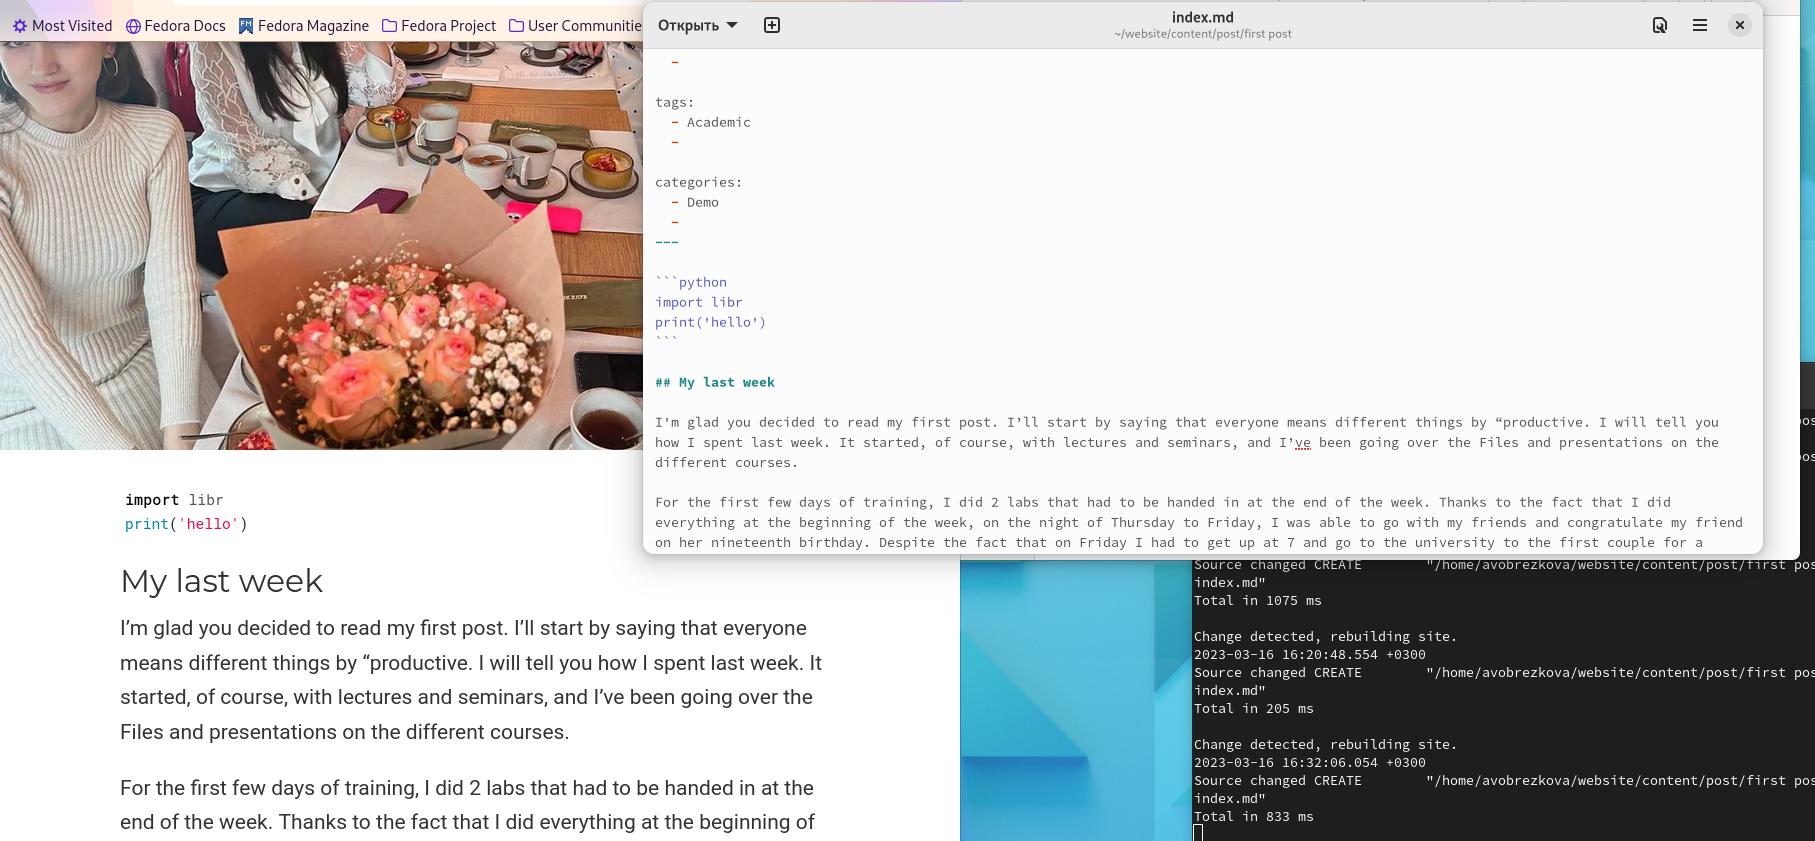 Most Visited
Fedora Docs
Fedora Magazine
Fedora Project
User Communitie
import libr
print('hello')
My last week
I’m glad you decided to read my first post. I’ll start by saying that everyone
means different things by “productive. I will tell you how I spent last week. It
started, of course, with lectures and seminars, and I’ve been going over the
Files and presentations on the different courses.
For the first few days of training, I did 2 labs that had to be handed in at the
end of the week. Thanks to the fact that I did everything at the beginning of
Открыть
index.md
~/website/content/post/first post
-
tags:
- Academic
-
categories:
- Demo
-
---
```python
import libr
print('hello')
```
## My last week
I'm glad you decided to read my first post. I’ll start by saying that everyone means different things by “productive. I will tell you
how I spent last week. It started, of course, with lectures and seminars, and I’ve been going over the Files and presentations on the
different courses.
For the first few days of training, I did 2 labs that had to be handed in at the end of the week. Thanks to the fact that I did
everything at the beginning of the week, on the night of Thursday to Friday, I was able to go with my friends and congratulate my friend
on her nineteenth birthday. Despite the fact that on Friday I had to get up at 7 and go to the university to the first couple for a
pos
pos
Source changed CREATE "/home/avobrezkova/website/content/post/first pos
index.md"
Total in 1075 ms
Change detected, rebuilding site.
2023-03-16 16:20:48.554 +0300
Source changed CREATE "/home/avobrezkova/website/content/post/first pos
index.md"
Total in 205 ms
Change detected, rebuilding site.
2023-03-16 16:32:06.054 +0300
Source changed CREATE "/home/avobrezkova/website/content/post/first pos
index.md"
Total in 833 ms